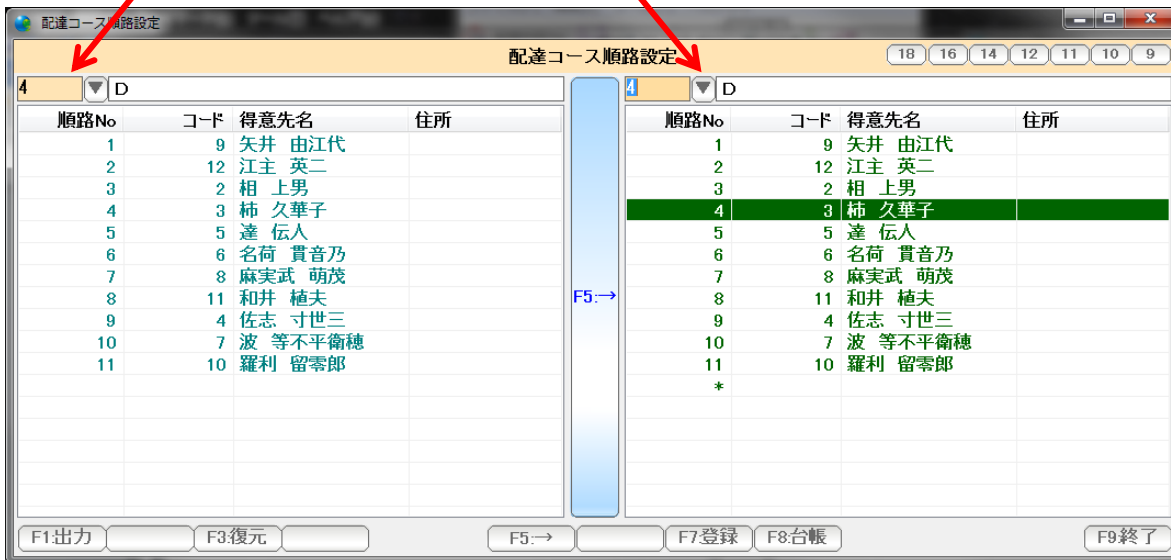 配達コース順路設定
配達コース順路設定 18 16 14 12 11 10 9
4 D 4 D
順路No コード 得意先名 住所 順路No コード 得意先名 住所
1 9 矢井 由江代 1 9 矢井 由江代
2 12 江主 英二 2 12 江主 英二
3 2 相 上男 3 2 相 上男
4 3 柿 久華子 4 3 柿 久華子
5 5 達 伝人 5 5 達 伝人
6 6 名荷 貫音乃 6 6 名荷 貫音乃
7 8 麻実武 萌茂 7 8 麻実武 萌茂
8 11 和井 植夫 F5:→ 8 11 和井 植夫
9 4 佐志 寸世三 9 4 佐志 寸世三
10 7 波 等不平衛穂 10 7 波 等不平衛穂
11 10 羅利 留零郎 11 10 羅利 留零郎
*
F1:出力 F3:復元 F5:→ F7:登録 F8:台帳 F9:終了